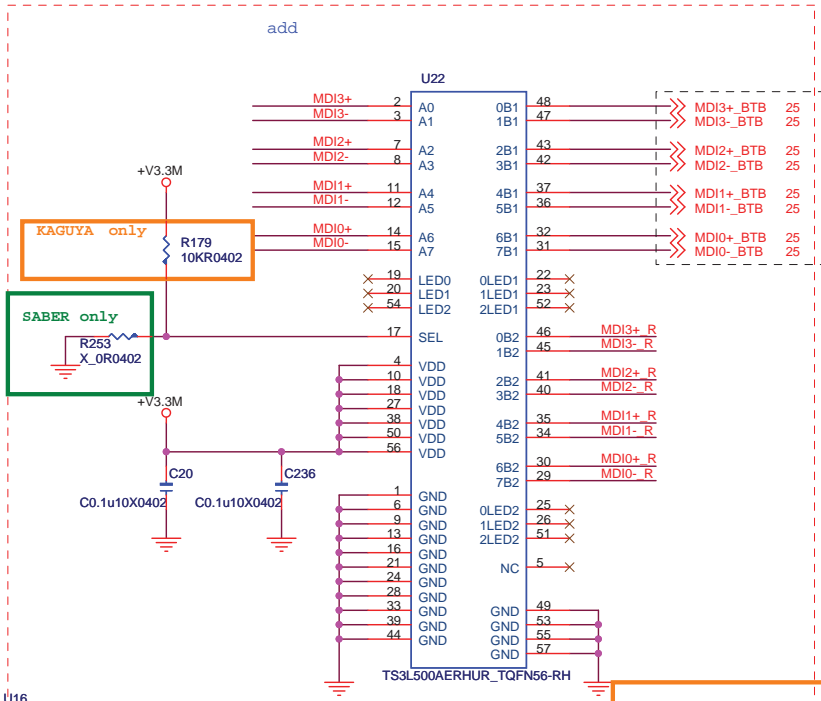 add
U22
MDI3+ 2 A0 0B1 48 MDI3+_BTB 25
MDI3- 3 A1 1B1 47 MDI3-_BTB 25
MDI2+ 7 A2 2B1 43 MDI2+_BTB 25
MDI2- 8 A3 3B1 42 MDI2-_BTB 25
+V3.3M
MDI1+ 11 A4 4B1 37 MDI1+_BTB 25
MDI1- 12 A5 5B1 36 MDI1-_BTB 25
KAGUYA only
MDI0+ 14 A6 6B1 32 MDI0+_BTB 25
R179
MDI0- 15 A7 7B1 31 MDI0-_BTB 25
10KR0402
19 LED0 0LED1 22
20 LED1 1LED1 23
54 LED2 2LED1 52
SABER only
17 SEL 0B2 46 MDI3+_R
R253
1B2 45 MDI3-_R
X_0R0402
4 VDD
10 VDD 2B2 41 MDI2+_R
18 VDD 3B2 40 MDI2-_R
+V3.3M
27 VDD
38 VDD 4B2 35 MDI1+_R
50 VDD 5B2 34 MDI1-_R
56 VDD
6B2 30 MDI0+_R
C20 C236
7B2 29 MDI0-_R
C0.1u10X0402 C0.1u10X0402
1 GND
6 GND 0LED2 25
9 GND 1LED2 26
13 GND 2LED2 51
16 GND
21 GND NC 5
24 GND
28 GND
33 GND GND 49
39 GND GND 53
44 GND GND 55
GND 57
TS3L500AERHUR_TQFN56-RH
U16